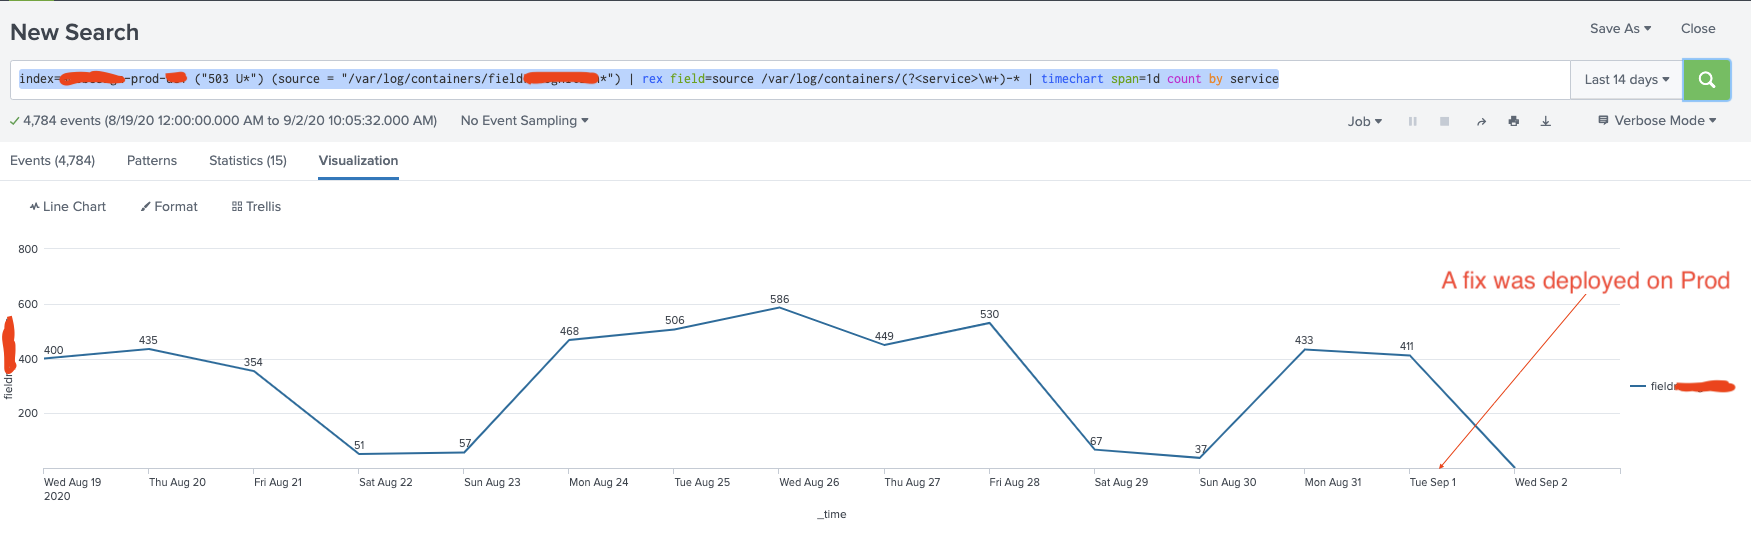 New Search
Save As
Close
index= -prod- ("503 U*") (source = "/var/log/containers/field *") | rex field=source /var/log/containers/(?<service>\w+)-* | timechart span=1d count by service
Last 14 days
4,784 events (8/19/20 12:00:00.000 AM to 9/2/20 10:05:32.000 AM)
No Event Sampling
Job
Verbose Mode
Events (4,784)
Patterns
Statistics (15)
Visualization
Line Chart
Format
Trellis
A fix was deployed on Prod
800
600
400
200
field
400
435
354
51
57
468
506
586
449
530
67
37
433
411
field
Wed Aug 19
2020
Thu Aug 20
Fri Aug 21
Sat Aug 22
Sun Aug 23
Mon Aug 24
Tue Aug 25
Wed Aug 26
Thu Aug 27
Fri Aug 28
Sat Aug 29
Sun Aug 30
Mon Aug 31
Tue Sep 1
Wed Sep 2
_time